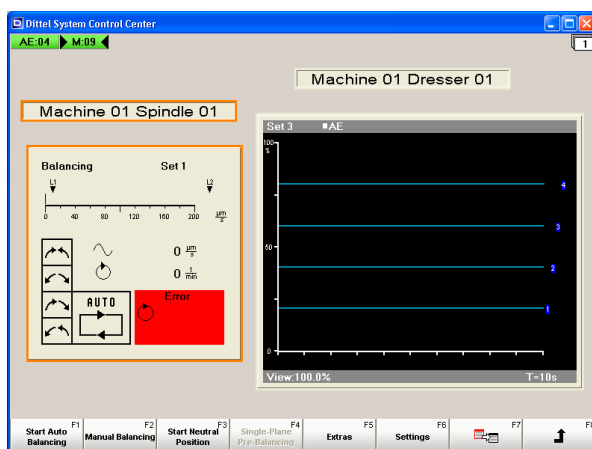 Dittel System Control Center
AE:04 M:09
1
Machine 01 Dresser 01
Machine 01 Spindle 01
Set 3 AE
100
%
4
3
50
2
1
0
View:100.0% T=10s
Balancing Set 1
L1 L2
0 40 80 120 160 200 µm/s
0 µm/s
0 1/min
AUTO
Error
F1 F2 F3 F4 F5 F6 F7 F8
Start Auto Balancing
Manual Balancing
Start Neutral Position
Single-Plane Pre-Balancing
Extras
Settings